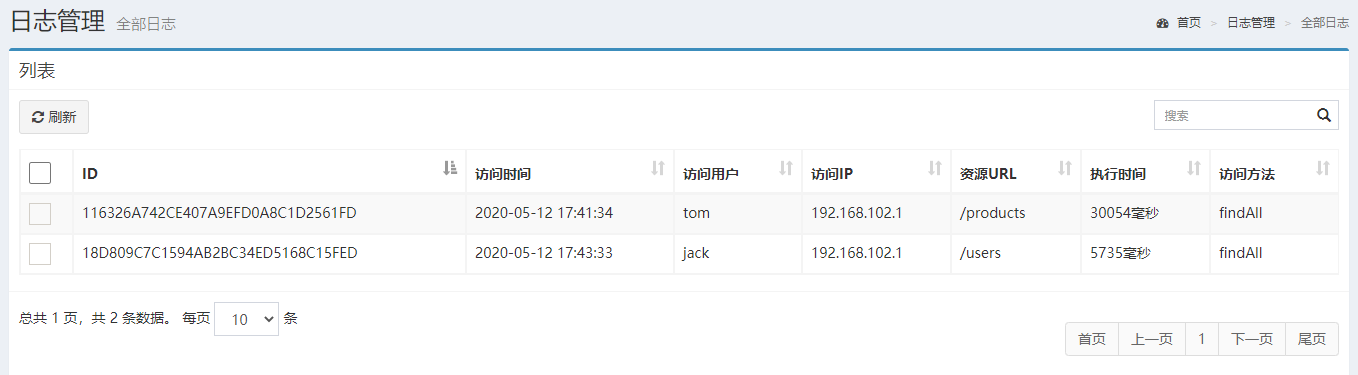 日志管理 全部日志 首页 > 日志管理 > 全部日志
列表
刷新 搜索
ID 访问时间 访问用户 访问IP 资源URL 执行时间 访问方法
116326A742CE407A9EFD0A8C1D2561FD 2020-05-12 17:41:34 tom 192.168.102.1 /products 30054毫秒 findAll
18D809C7C1594AB2BC34ED5168C15FED 2020-05-12 17:43:33 jack 192.168.102.1 /users 5735毫秒 findAll
总共 1 页，共 2 条数据。 每页 10 条
首页 上一页 1 下一页 尾页